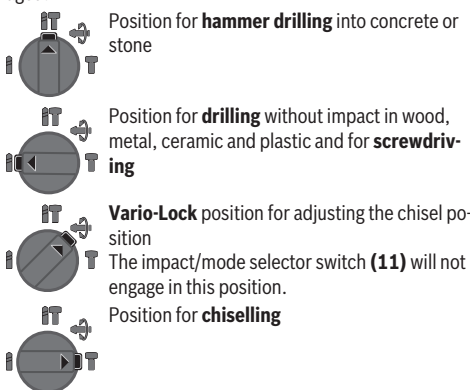 Position for hammer drilling into concrete or
stone
Position for drilling without impact in wood,
metal, ceramic and plastic and for screwdriv-
ing
Vario-Lock position for adjusting the chisel po-
sition
The impact/mode selector switch (11) will not
engage in this position.
Position for chiselling